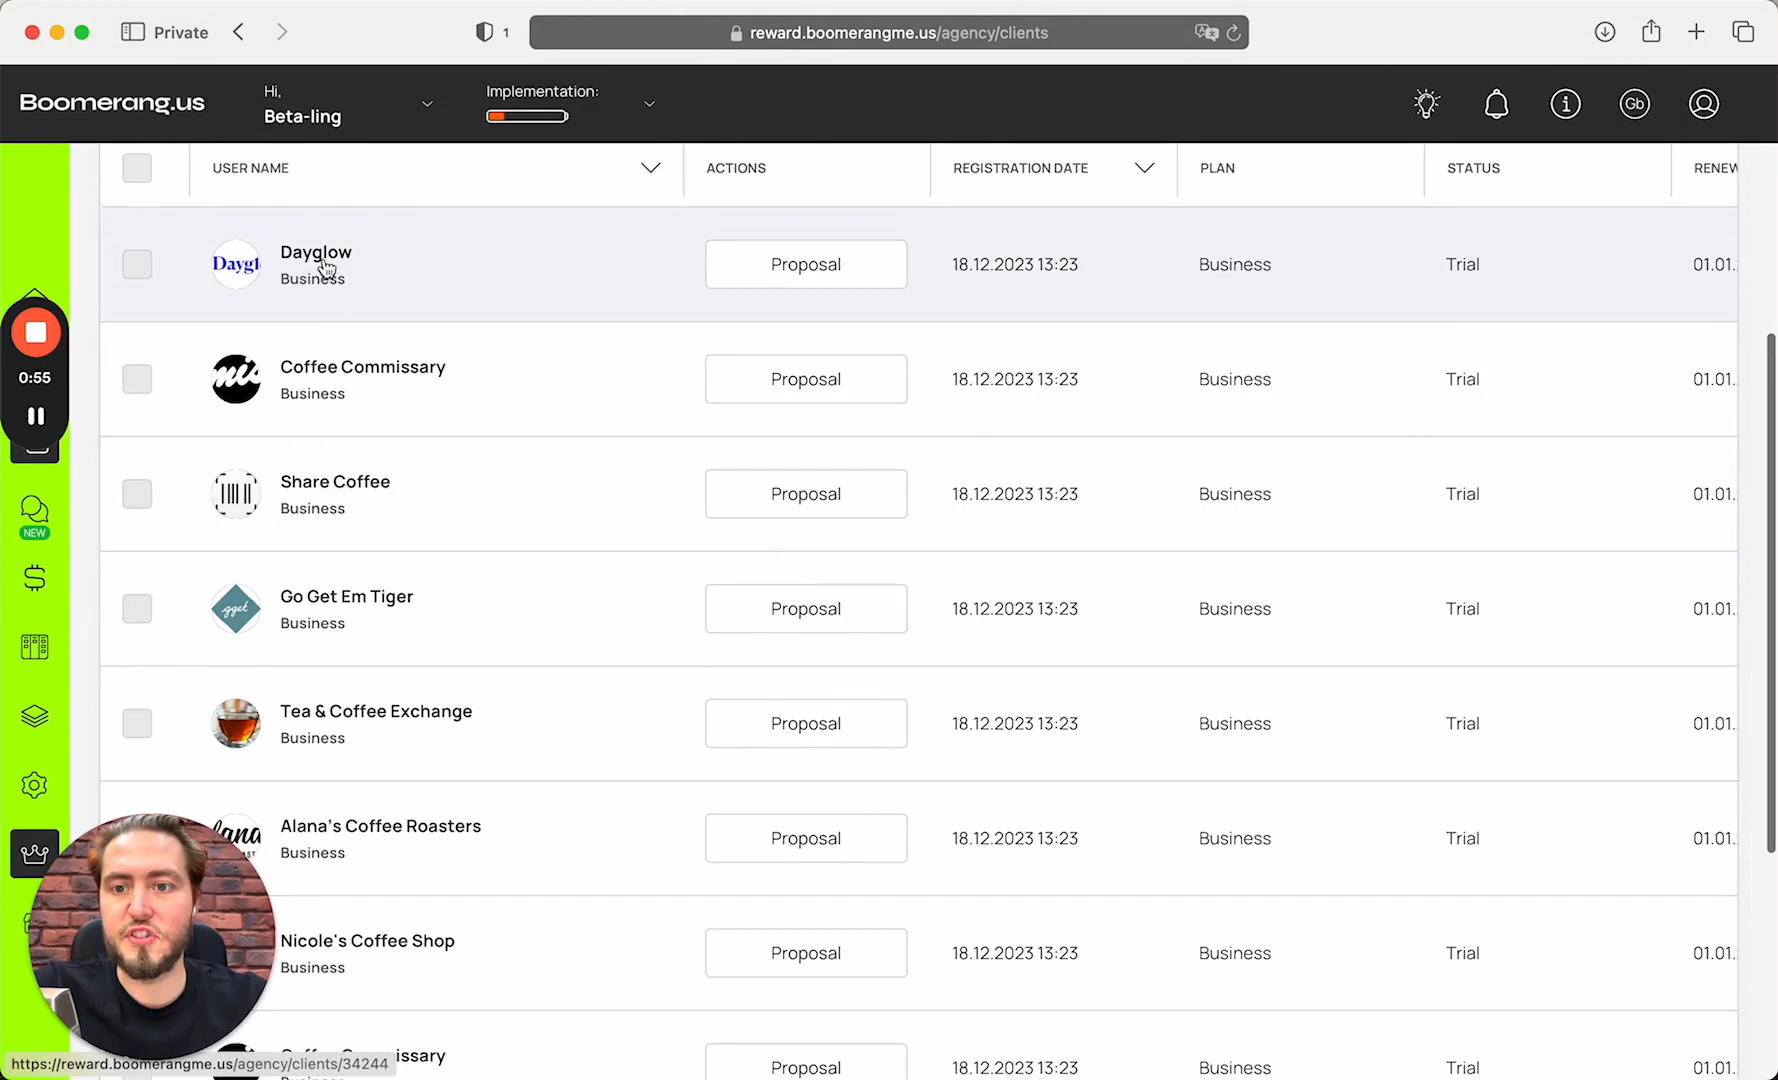 Private
1
reward.boomerangme.us/agency/clients
Boomerang.us
Hi,
Beta-ling
Implementation:
Gb
USER NAME
ACTIONS
REGISTRATION DATE
PLAN
STATUS
RENEW
Daygl
Dayglow
Business
Proposal
18.12.2023 13:23
Business
Trial
01.01.
0:55
Coffee Commissary
Business
Proposal
18.12.2023 13:23
Business
Trial
01.01.
Share Coffee
Business
Proposal
18.12.2023 13:23
Business
Trial
01.01.
NEW
gget
Go Get Em Tiger
Business
Proposal
18.12.2023 13:23
Business
Trial
01.01.
Tea & Coffee Exchange
Business
Proposal
18.12.2023 13:23
Business
Trial
01.01.
Alana's Coffee Roasters
Business
Proposal
18.12.2023 13:23
Business
Trial
01.01.
Nicole's Coffee Shop
Business
Proposal
18.12.2023 13:23
Business
Trial
01.01.
Proposal
18.12.2023 13:23
Business
Trial
01.01.
https://reward.boomerangme.us/agency/clients/34244